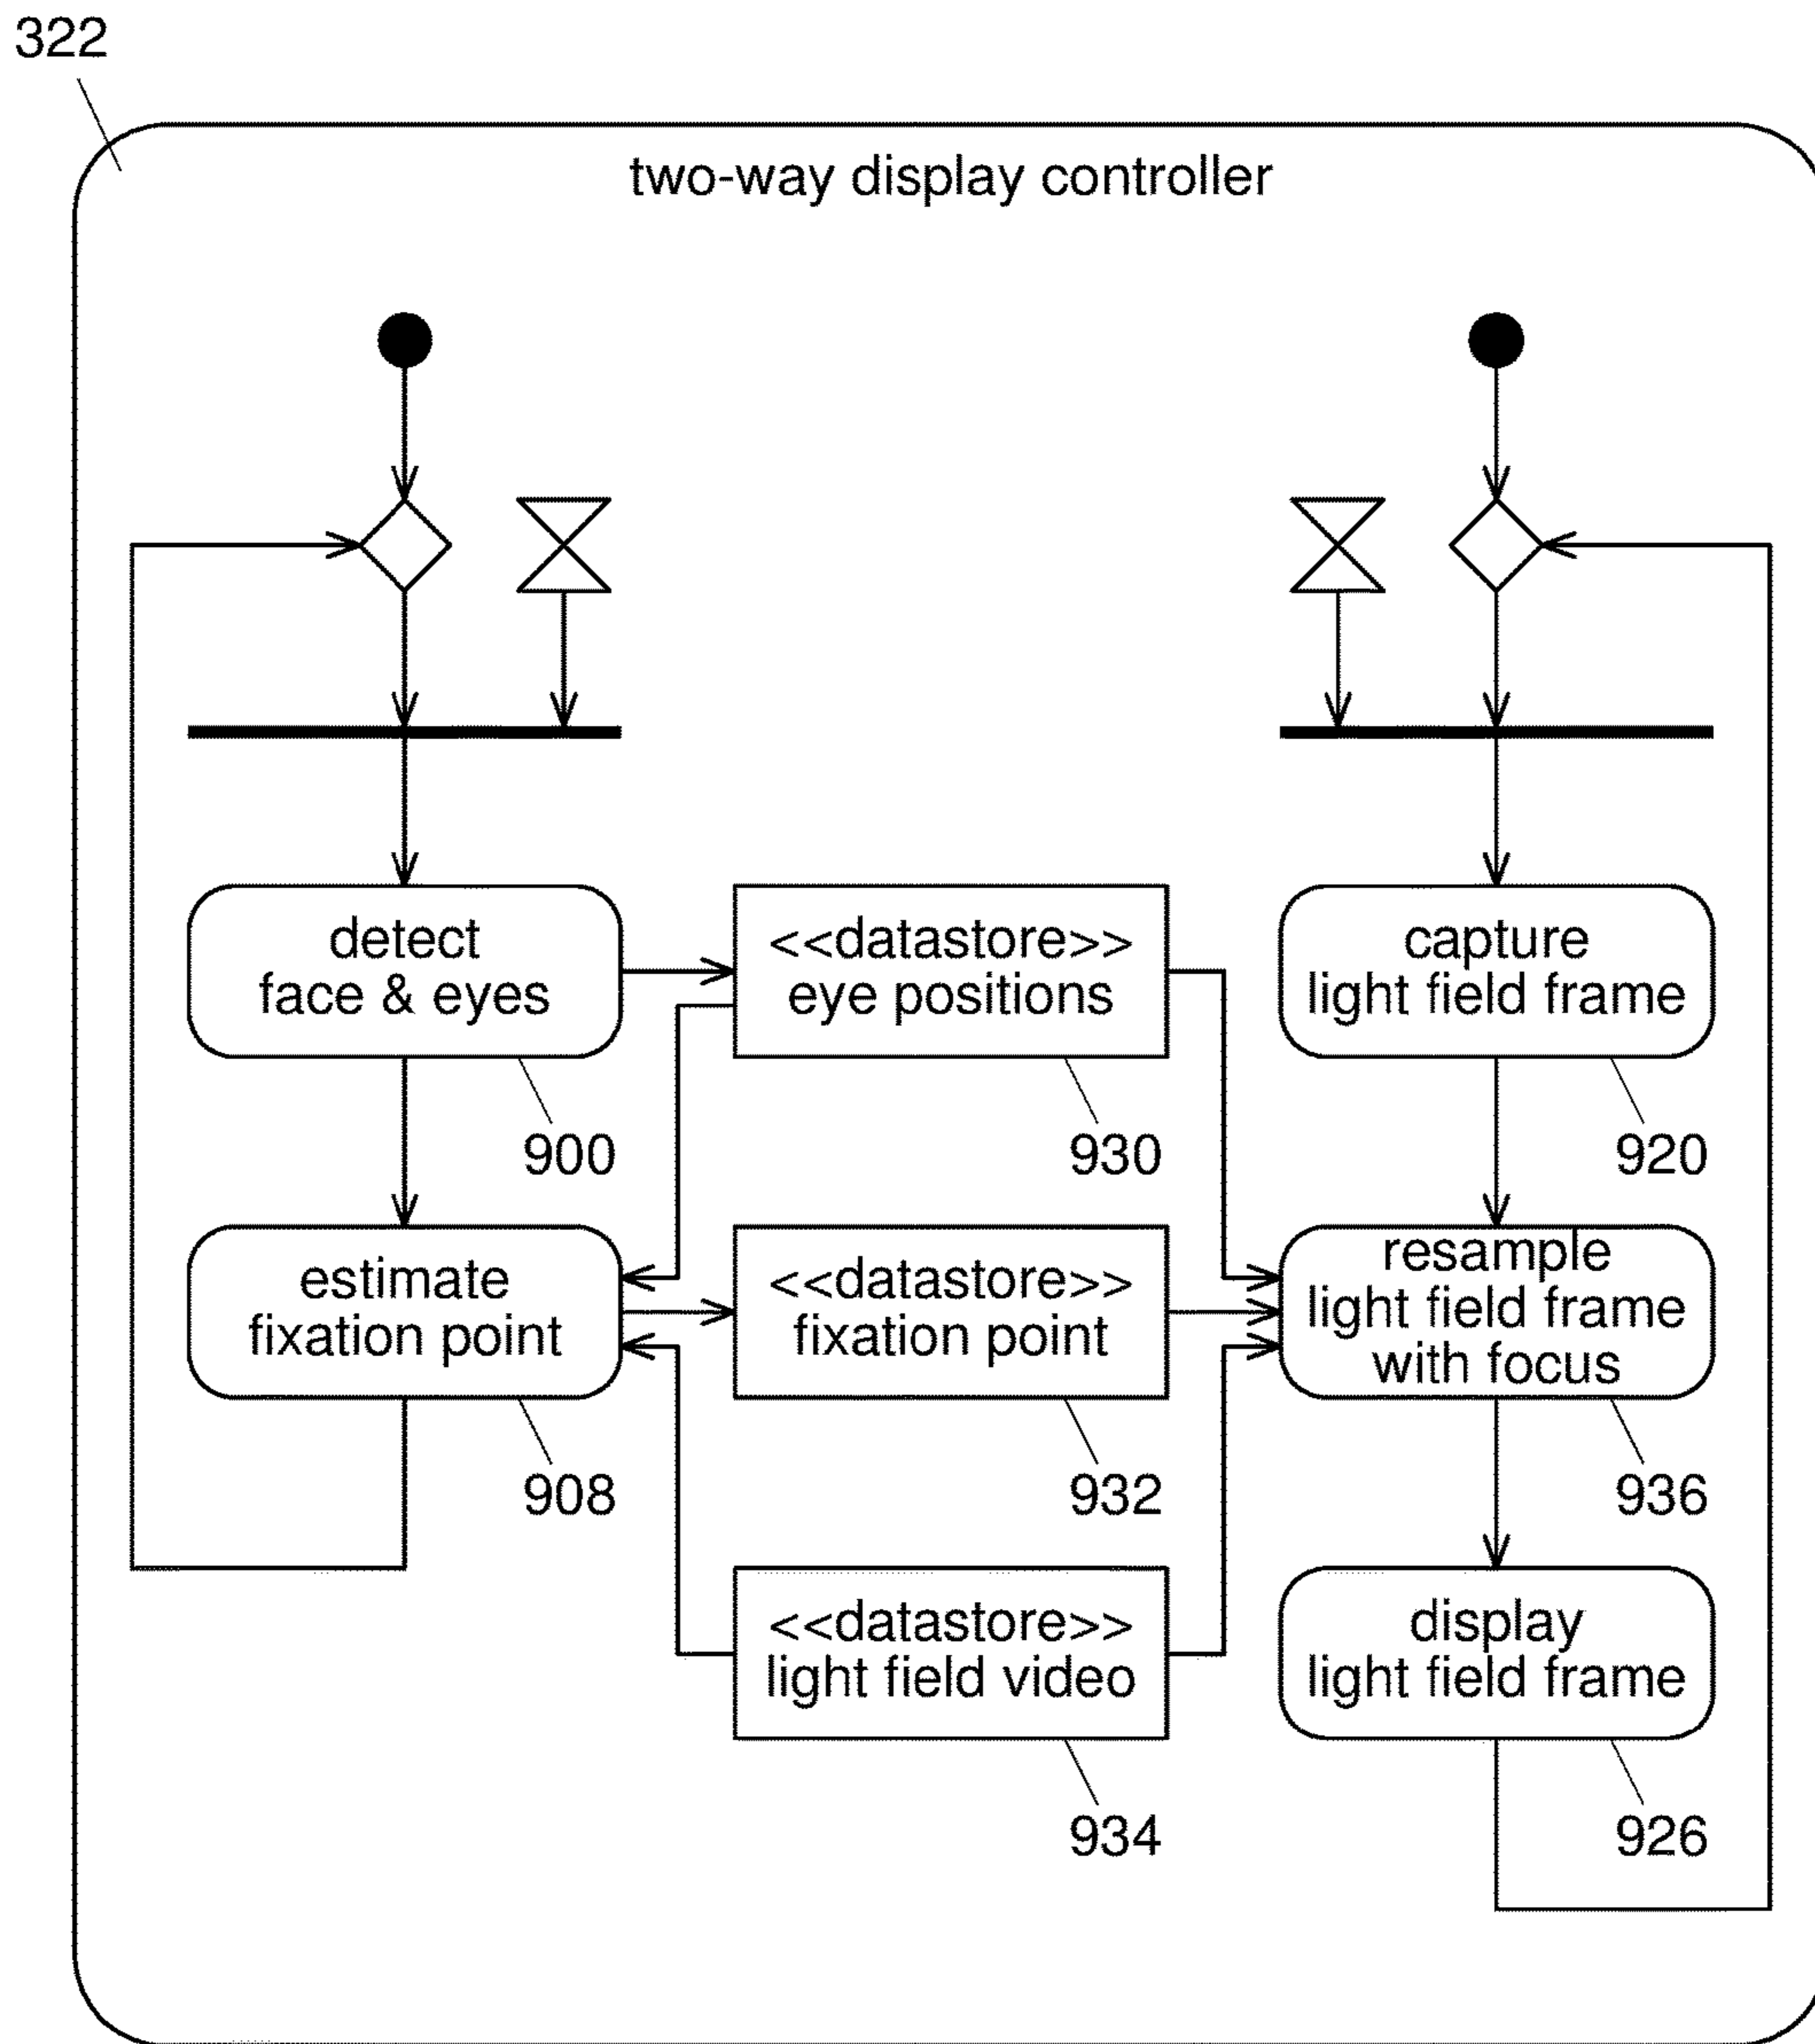 322
two-way display controller
detect
face & eyes
<<datastore>>
eye positions
capture
light field frame
900
930
920
estimate
fixation point
<<datastore>>
fixation point
resample
light field frame
with focus
908
932
936
<<datastore>>
light field video
display
light field frame
934
926